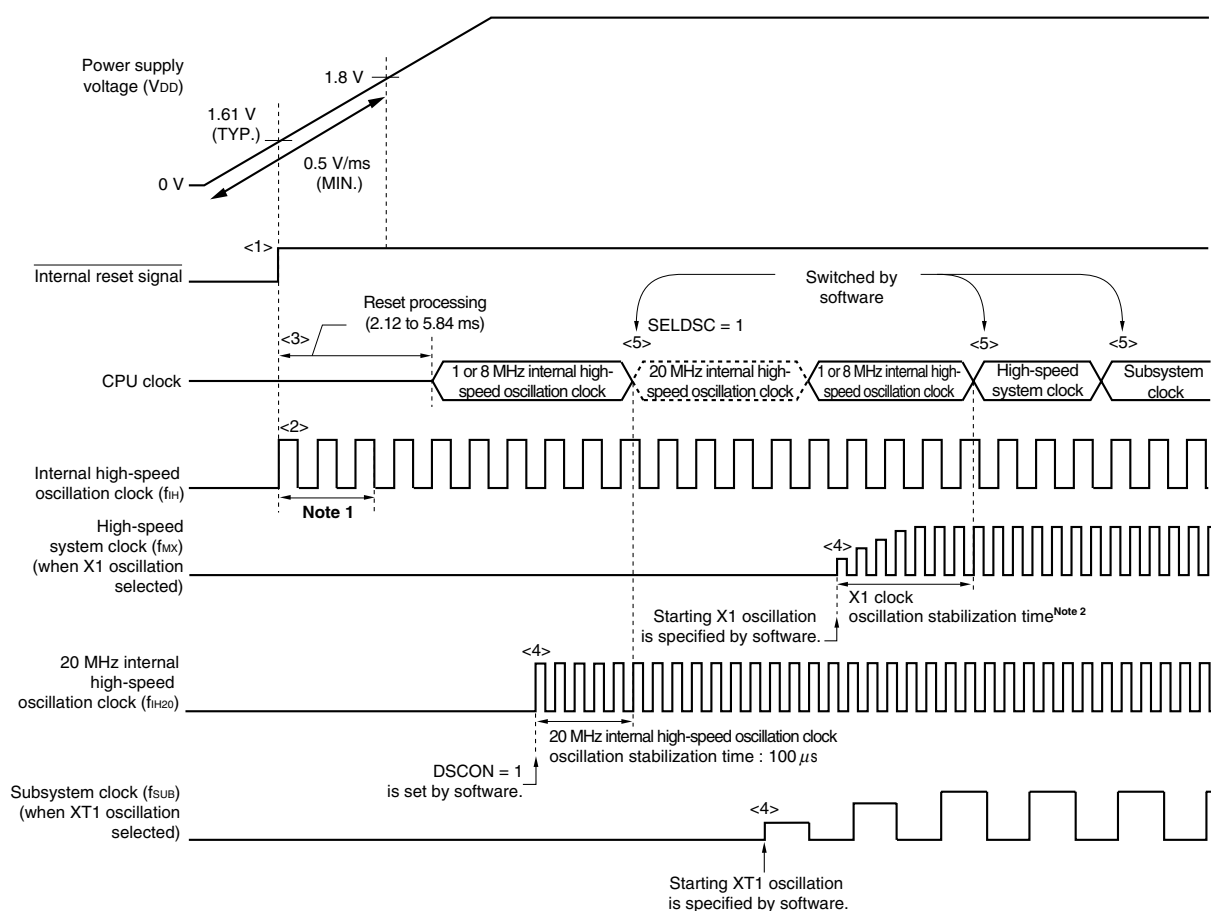 Power supply
voltage (VDD)
1.8 V
1.61 V
(TYP.)
0.5 V/ms
(MIN.)
0 V
<1>
Internal reset signal
Switched by
software
Reset processing
(2.12 to 5.84 ms)
SELDSC = 1
<3>
<5>
<5>
<5>
CPU clock
1 or 8 MHz internal high-
speed oscillation clock
20 MHz internal high-
speed oscillation clock
1 or 8 MHz internal high-
speed oscillation clock
High-speed
system clock
Subsystem
clock
<2>
Internal high-speed
oscillation clock (fIH)
Note 1
High-speed
system clock (fMX)
(when X1 oscillation
selected)
<4>
X1 clock
oscillation stabilization time Note 2
Starting X1 oscillation
is specified by software.
20 MHz internal
high-speed
oscillation clock (fIH20)
<4>
20 MHz internal high-speed oscillation clock
oscillation stabilization time : 100 μs
DSCON = 1
is set by software.
Subsystem clock (fSUB)
(when XT1 oscillation
selected)
<4>
Starting XT1 oscillation
is specified by software.